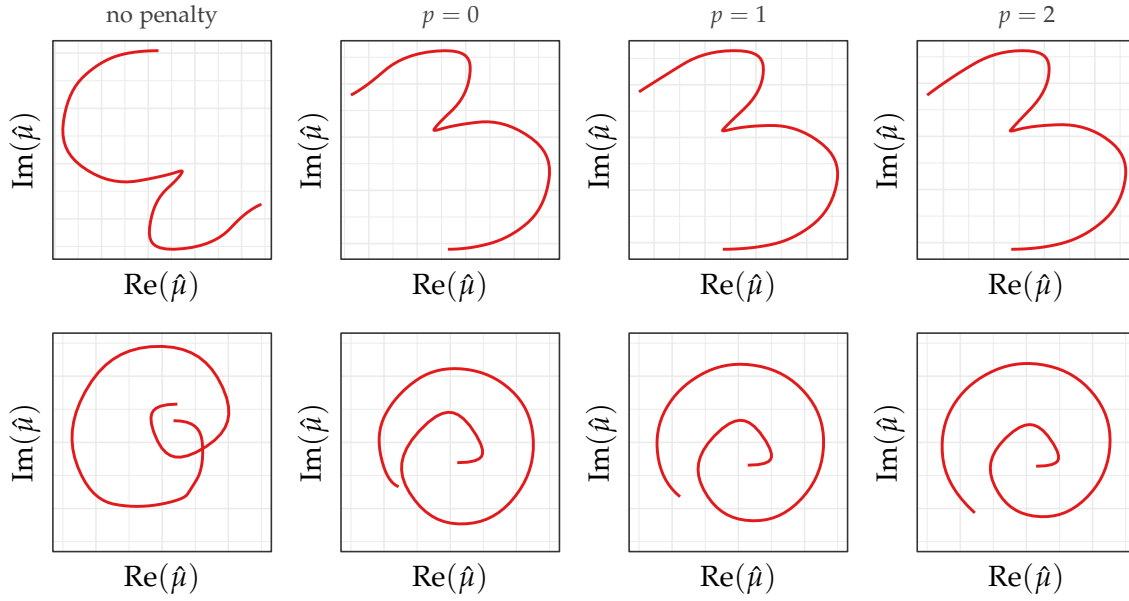 no penalty p = 0 p = 1 p = 2
Im(μ̂) Im(μ̂) Im(μ̂) Im(μ̂)
Re(μ̂) Re(μ̂) Re(μ̂) Re(μ̂)
Im(μ̂) Im(μ̂) Im(μ̂) Im(μ̂)
Re(μ̂) Re(μ̂) Re(μ̂) Re(μ̂)